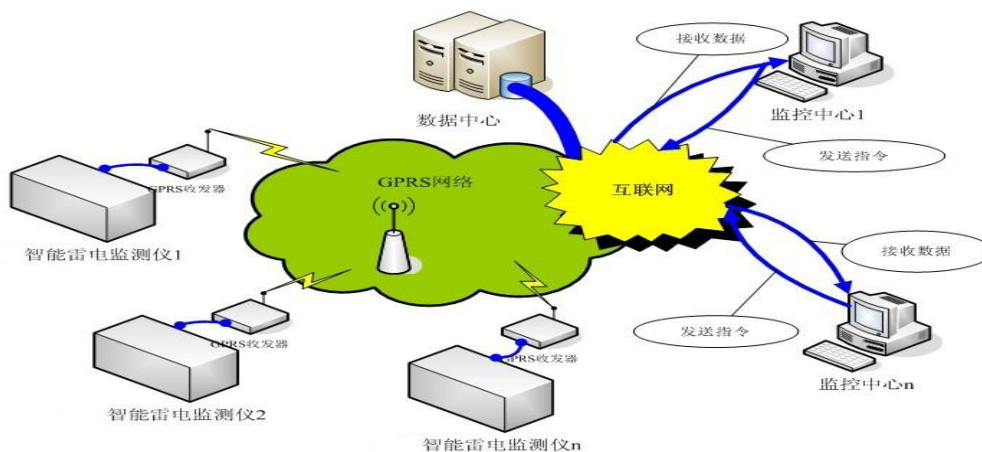 接收数据
监控中心1
数据中心
发送指令
GPRS网络
互联网
GPRS收发器
智能雷电监测仪1
接收数据
发送指令
GPRS收发器
GPRS收发器
监控中心n
智能雷电监测仪2
智能雷电监测仪n